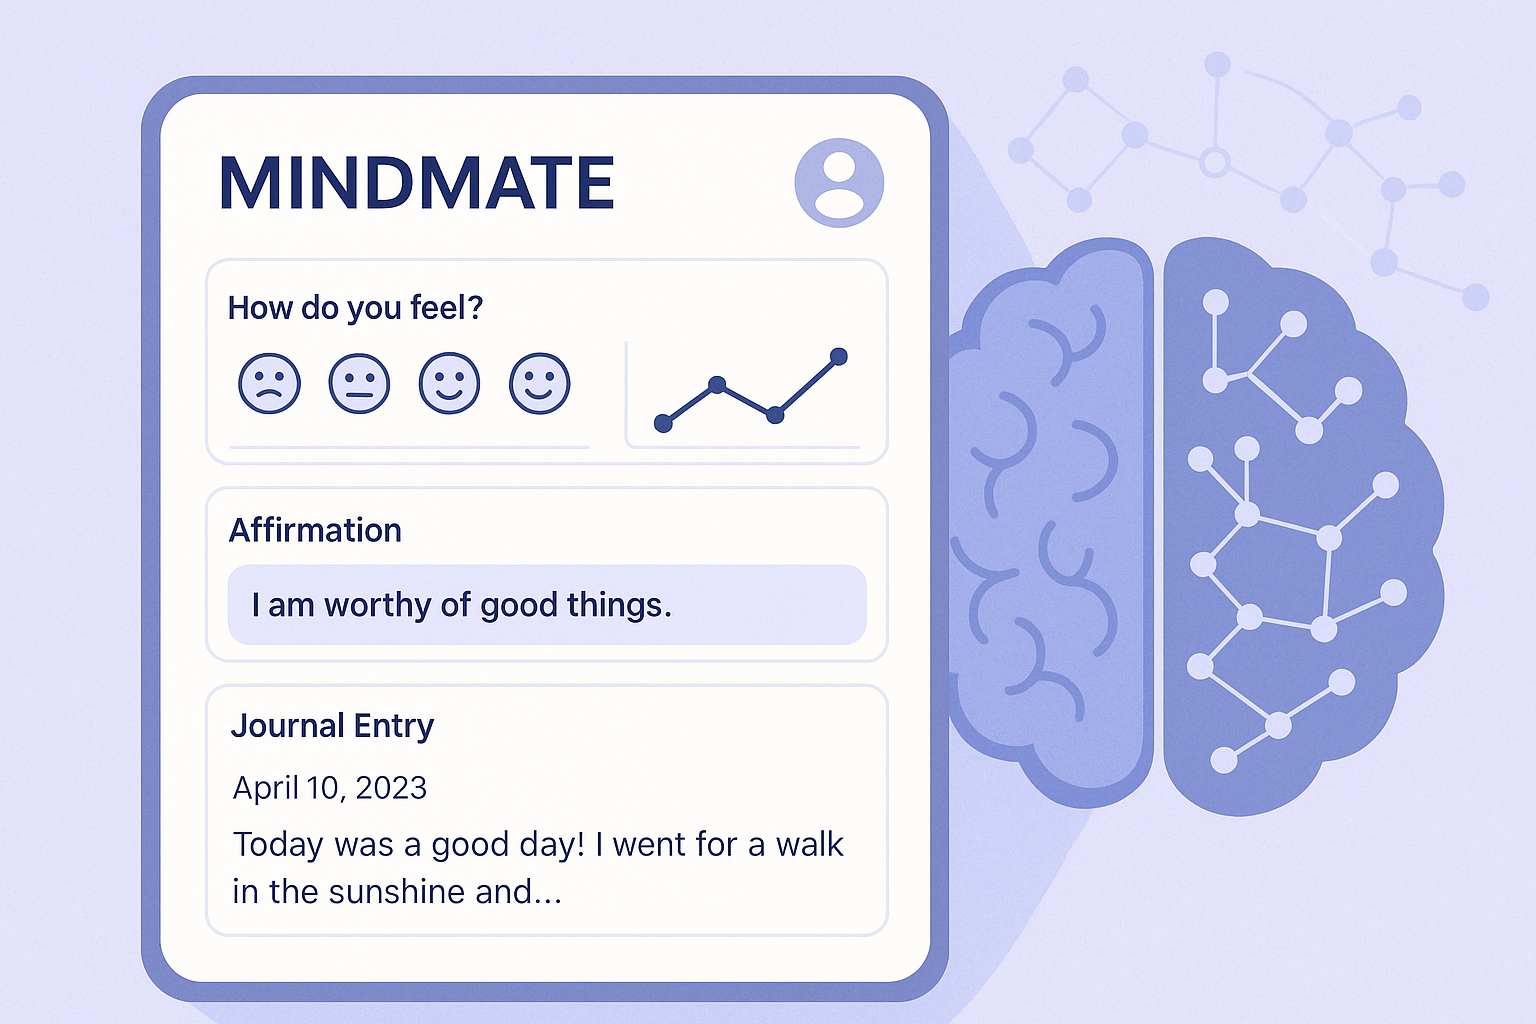 MINDMATE
How do you feel?
Affirmation
I am worthy of good things.
Journal Entry
April 10, 2023
Today was a good day! I went for a walk
in the sunshine and...